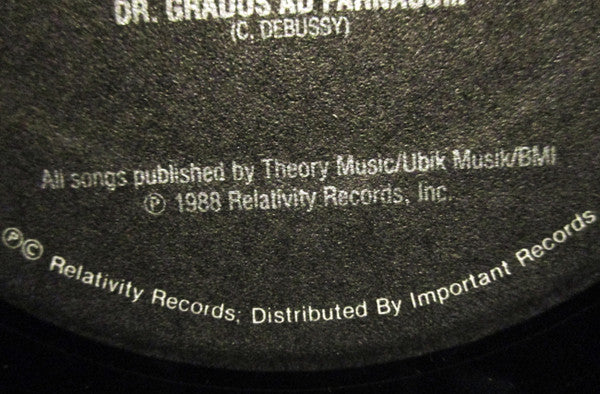 DR. GRADUS AD PARNASSUM
(C. DEBUSSY)
All songs published by Theory Music/Ubik Musik/BMI
℗ 1988 Relativity Records, Inc.
℗© Relativity Records; Distributed By Important Records